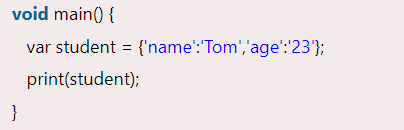 void main() {
var student = {'name':'Tom','age':'23'};
print(student);
}